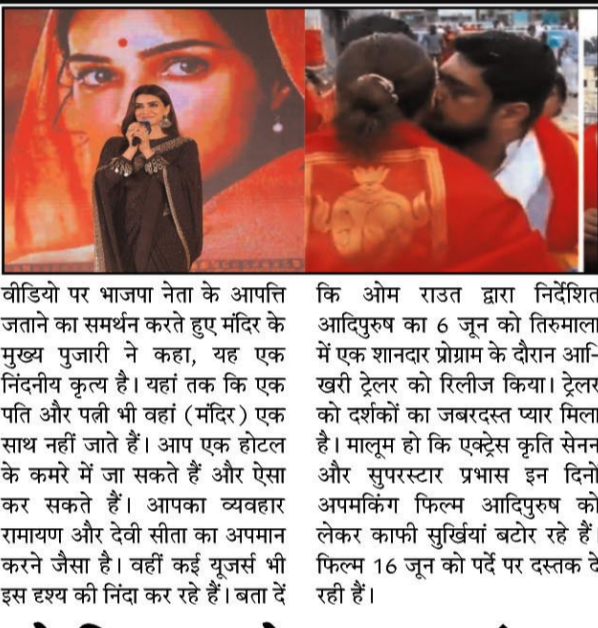 वीडियो पर भाजपा नेता के आपत्ति
जताने का समर्थन करते हुए मंदिर के
मुख्य पुजारी ने कहा, यह एक
निंदनीय कृत्य है। यहां तक कि एक
पति और पत्नी भी वहां (मंदिर) एक
साथ नहीं जाते हैं। आप एक होटल
के कमरे में जा सकते हैं और ऐसा
कर सकते हैं। आपका व्यवहार
रामायण और देवी सीता का अपमान
करने जैसा है। वहीं कई यूजर्स भी
इस दृश्य की निंदा कर रहे हैं। बता दें
कि ओम राउत द्वारा निर्देशित
आदिपुरुष का 6 जून को तिरुमाला
में एक शानदार प्रोग्राम के दौरान आ-
खरी ट्रेलर को रिलीज किया। ट्रेलर
को दर्शकों का जबरदस्त प्यार मिला
है। मालूम हो कि एक्ट्रेस कृति सेनन
और सुपरस्टार प्रभास इन दिनों
अपमकिंग फिल्म आदिपुरुष को
लेकर काफी सुर्खियां बटोर रहे हैं
फिल्म 16 जून को पर्दे पर दस्तक दे
रही हैं।